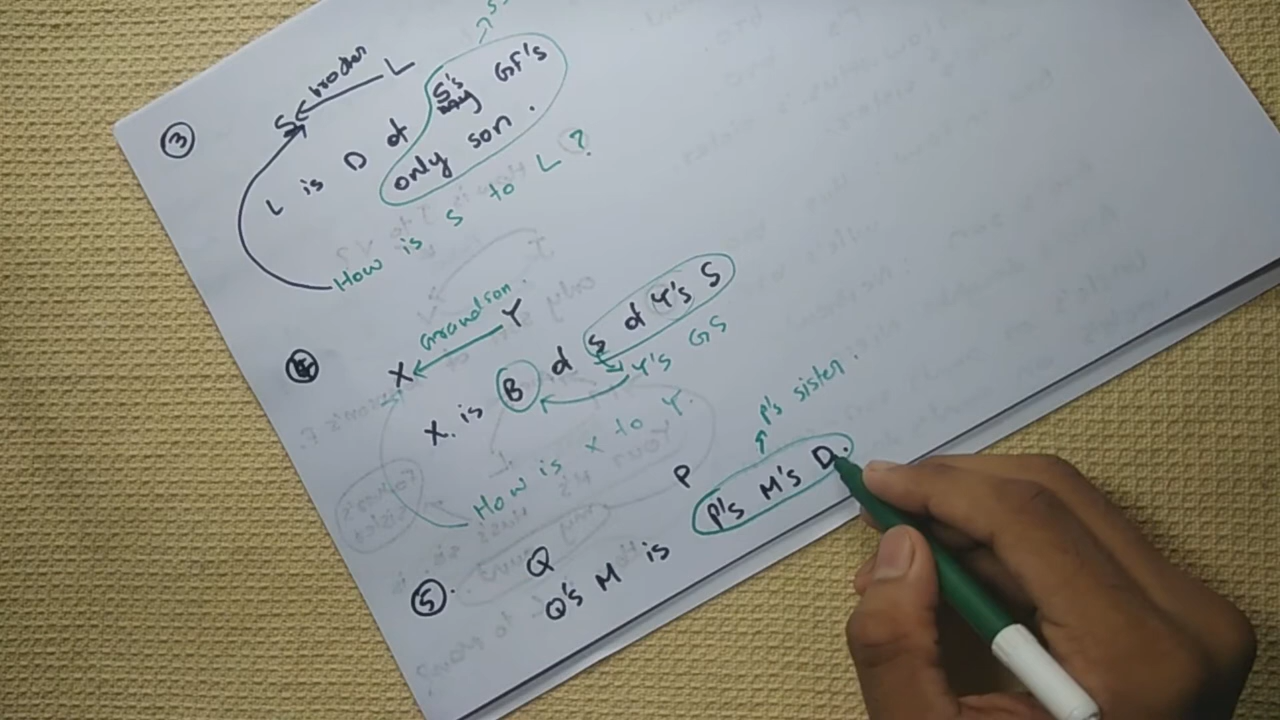 ③
S brother L
L is D of S's GF's
only son.
How is S to L?
④
X Grandson Y
X is B of S of Y's S
Y's GS
How is X to Y.
P's sister.
⑤. Q P
Q's M is P's M's D.